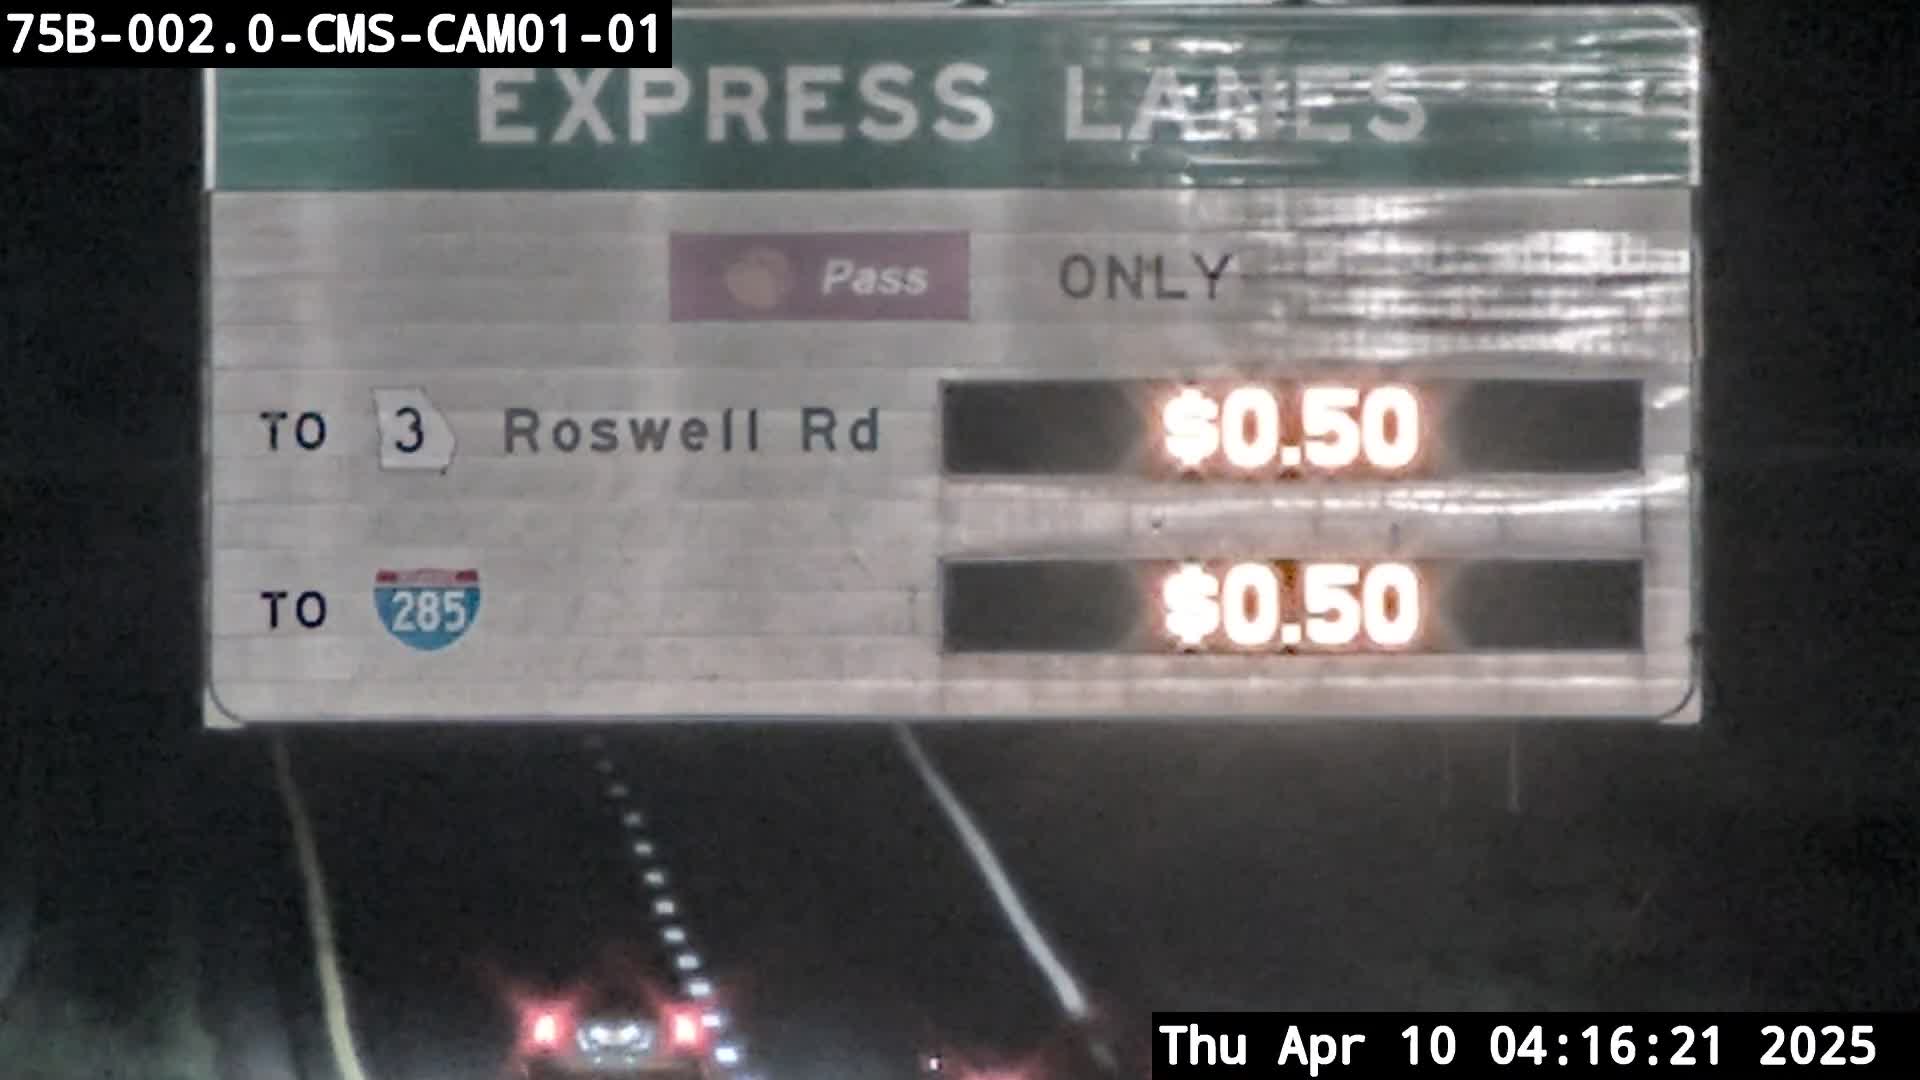 75B-002.0-CMS-CAM01-01
EXPRESS LANES
Pass ONLY
TO 3 Roswell Rd $0.50
TO 285 $0.50
Thu Apr 10 04:16:21 2025